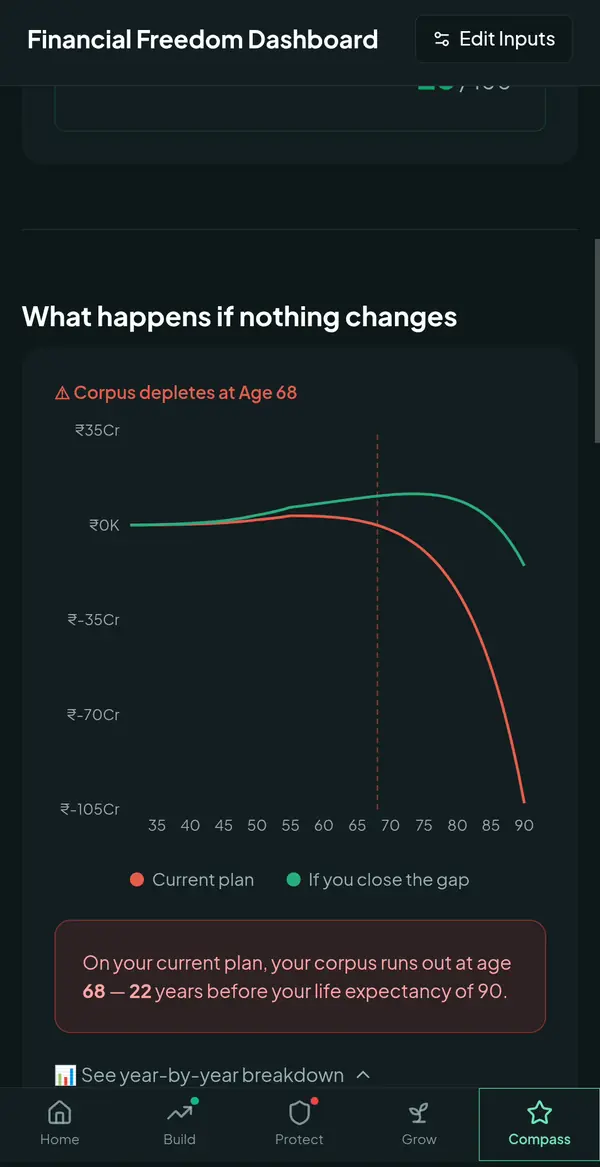 Financial Freedom Dashboard
Edit Inputs
What happens if nothing changes
⚠ Corpus depletes at Age 68
₹35Cr
₹0K
₹-35Cr
₹-70Cr
₹-105Cr
35 40 45 50 55 60 65 70 75 80 85 90
Current plan
If you close the gap
On your current plan, your corpus runs out at age
68 — 22 years before your life expectancy of 90.
📊 See year-by-year breakdown
Home
Build
Protect
Grow
Compass